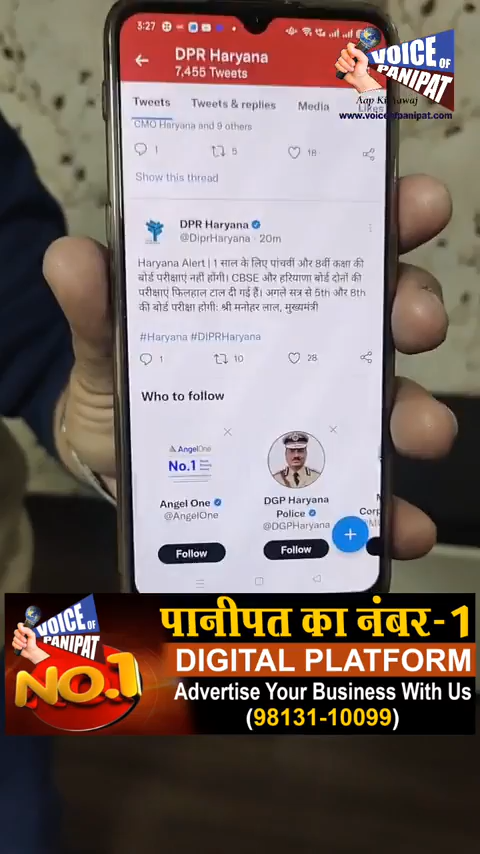 3:27
DPR Haryana
7,455 Tweets
VOICE OF
PANIPAT
Aap Ki Aawaj
www.voiceofpanipat.com
Tweets Tweets & replies Media Likes
CMO Haryana and 9 others
1 5 18
Show this thread
DPR Haryana
@DiprHaryana · 20m
Haryana Alert | 1 साल के लिए पांचवीं और 8वीं कक्षा की
बोर्ड परीक्षाएं नहीं होंगी। CBSE और हरियाणा बोर्ड दोनों की
परीक्षाएं फिलहाल टाल दी गई हैं। अगले सत्र से 5th और 8th
की बोर्ड परीक्षा होगी: श्री मनोहर लाल, मुख्यमंत्री
#Haryana #DIPRHaryana
1 10 28
Who to follow
AngelOne
No.1
Angel One
@AngelOne
Follow
DGP Haryana
Police
@DGPHaryana
Follow
Corp
VOICE OF
PANIPAT
NO.1
पानीपत का नंबर-1
DIGITAL PLATFORM
Advertise Your Business With Us
(98131-10099)